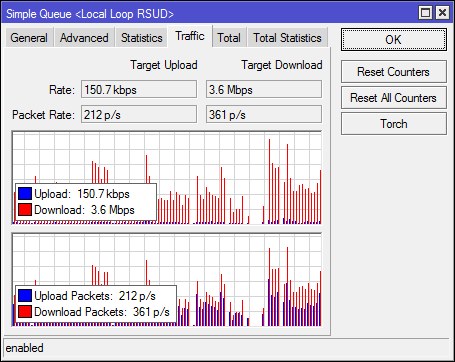 Simple Queue <Local Loop RSUD>
General Advanced Statistics Traffic Total Total Statistics
OK
Reset Counters
Reset All Counters
Torch
Target Upload Target Download
Rate: 150.7 kbps 3.6 Mbps
Packet Rate: 212 p/s 361 p/s
Upload: 150.7 kbps
Download: 3.6 Mbps
Upload Packets: 212 p/s
Download Packets: 361 p/s
enabled